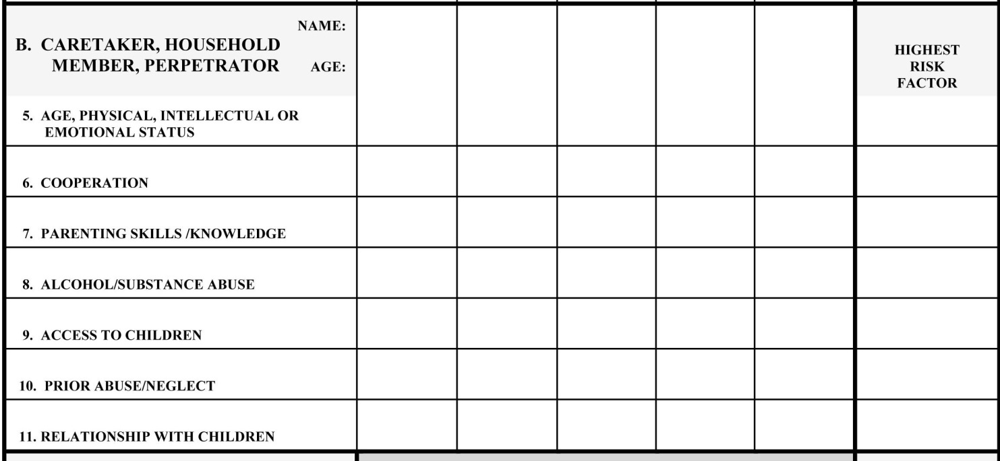 NAME:
B. CARETAKER, HOUSEHOLD
MEMBER, PERPETRATOR
AGE:
HIGHEST
RISK
FACTOR
5. AGE, PHYSICAL, INTELLECTUAL OR
EMOTIONAL STATUS
6. COOPERATION
7. PARENTING SKILLS /KNOWLEDGE
8. ALCOHOL/SUBSTANCE ABUSE
9. ACCESS TO CHILDREN
10. PRIOR ABUSE/NEGLECT
11. RELATIONSHIP WITH CHILDREN